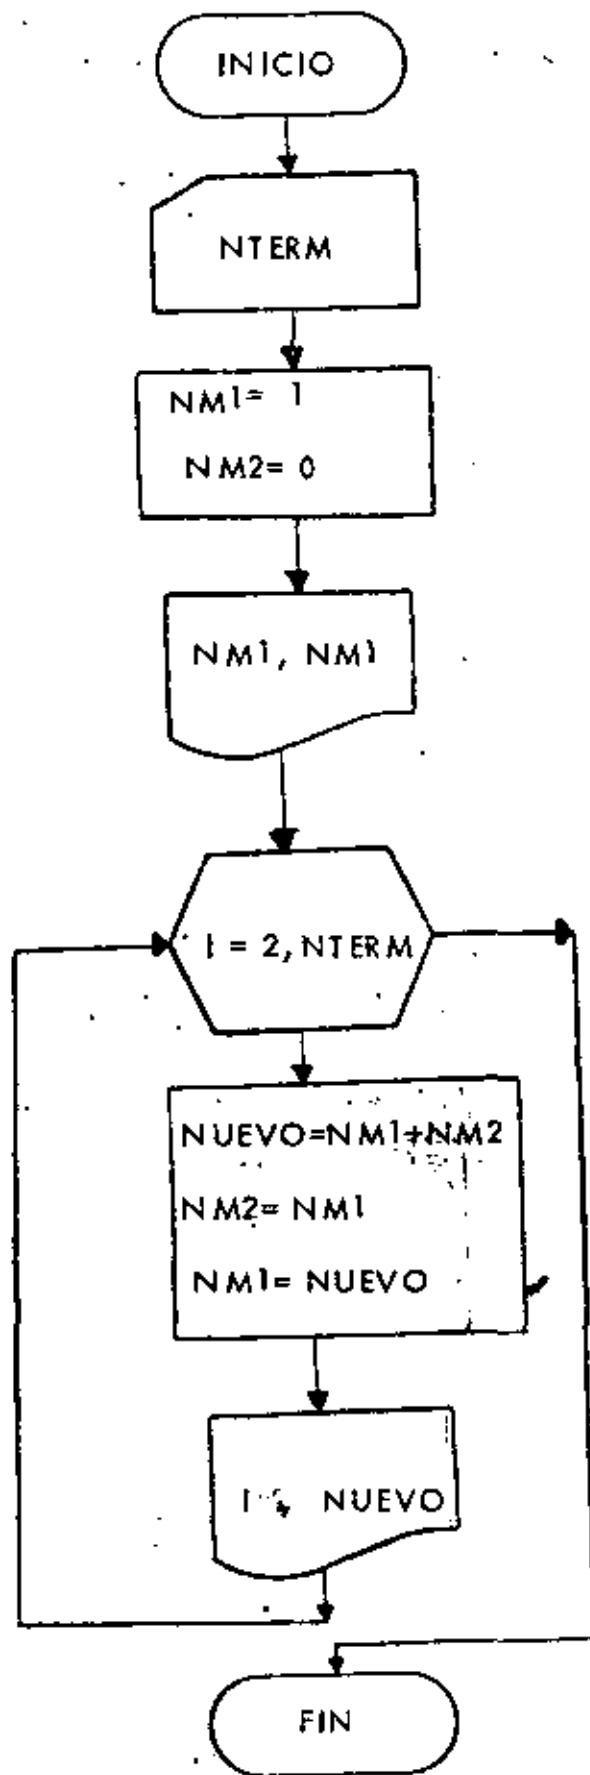 INICIO
NTERM
NM1= 1
NM2= 0
NM1, NM1
I = 2, NTERM
NUEVO=NM1+NM2
NM2= NM1
NM1= NUEVO
I , NUEVO
FIN